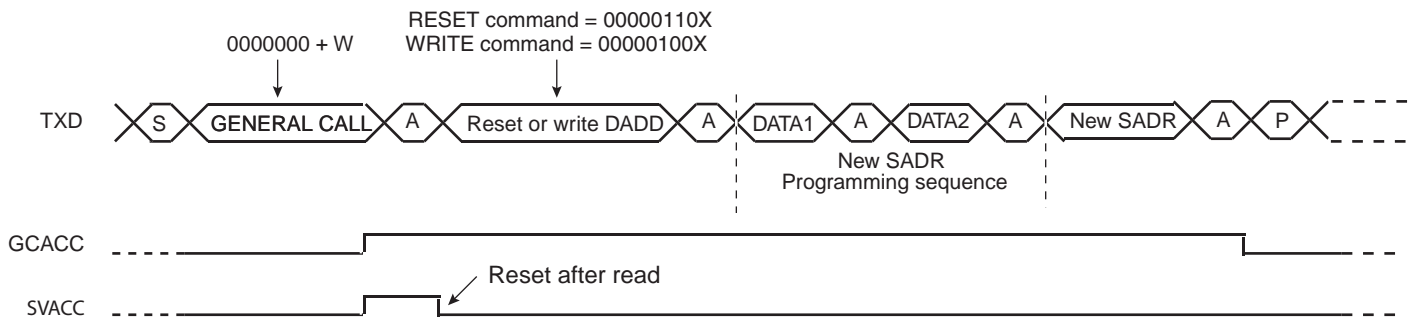 RESET command = 00000110X
0000000 + W WRITE command = 00000100X
TXD S GENERAL CALL A Reset or write DADD A DATA1 A DATA2 A New SADR A P
New SADR
Programming sequence
GCACC
Reset after read
SVACC